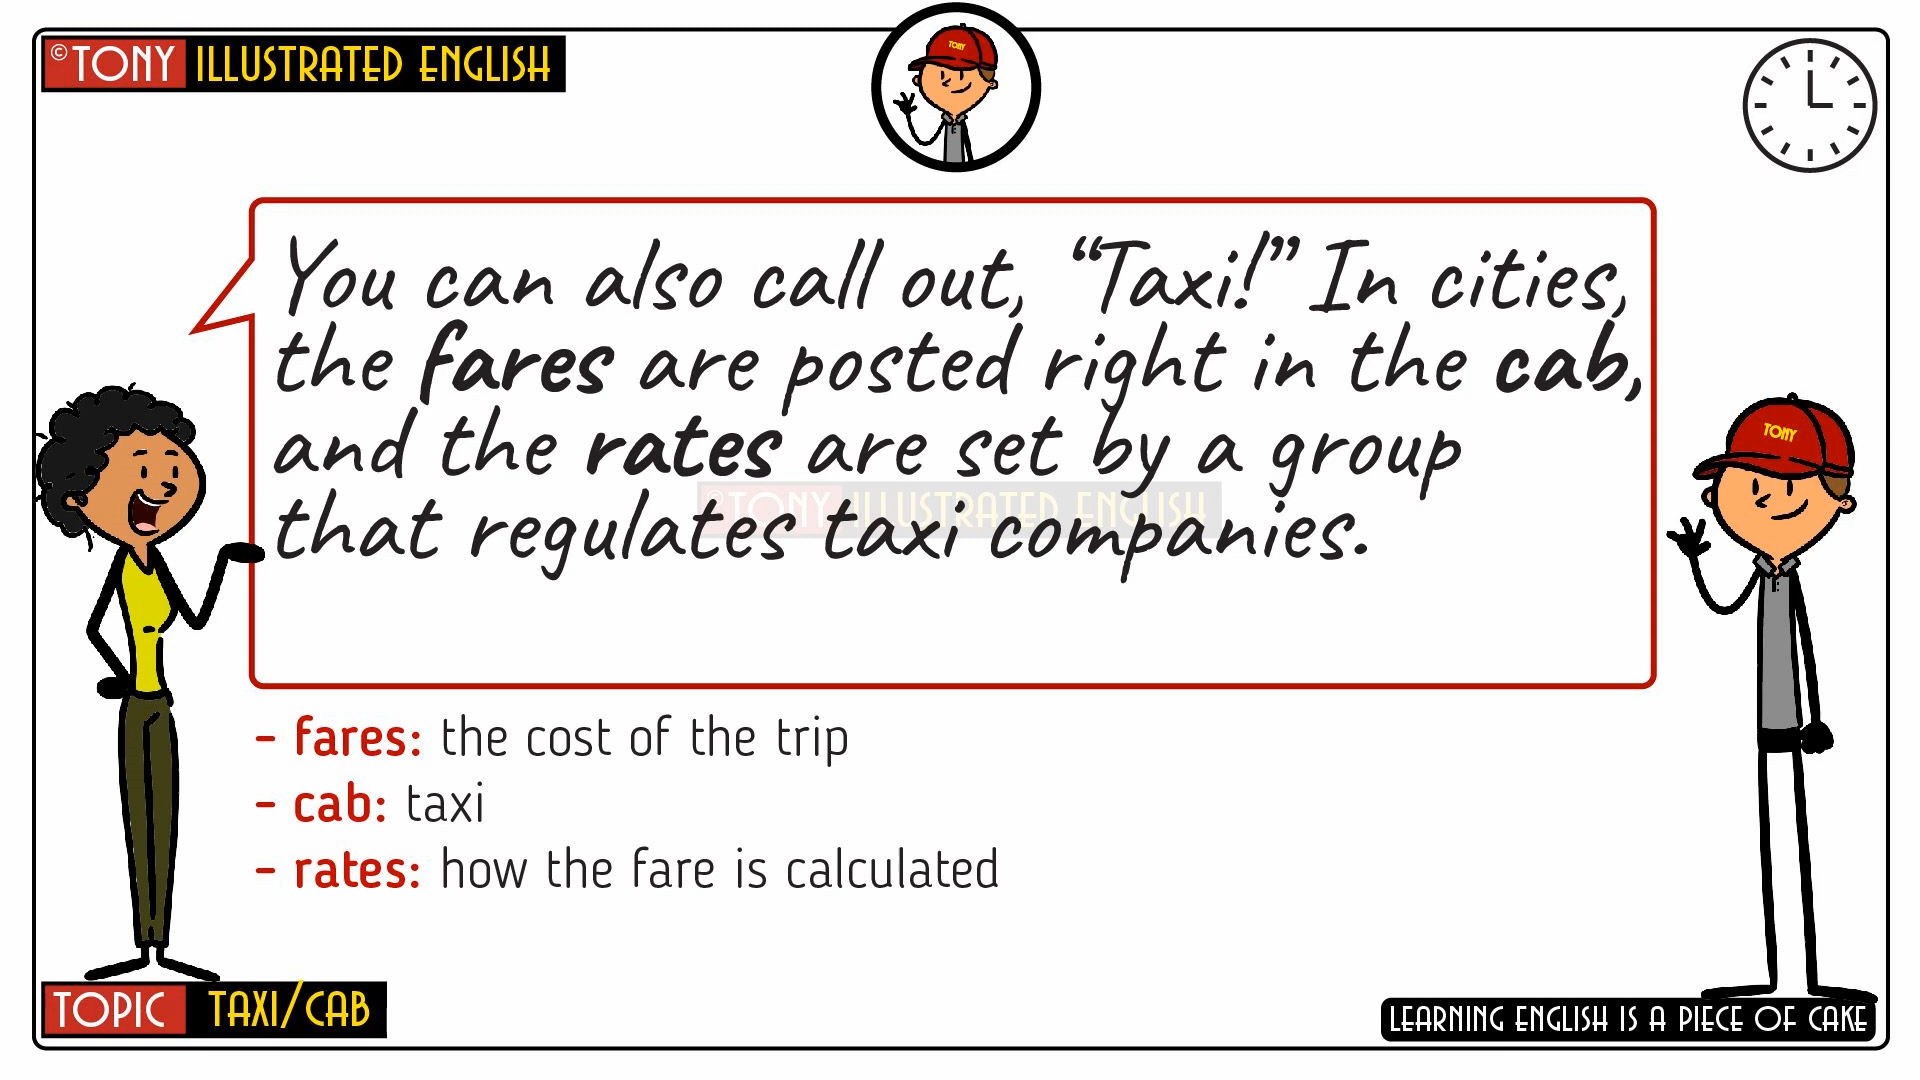 ©TONY ILLUSTRATED ENGLISH
TONY
You can also call out, “Taxi!” In cities,
the fares are posted right in the cab,
and the rates are set by a group
that regulates taxi companies.
©TONY ILLUSTRATED ENGLISH
TONY
- fares: the cost of the trip
- cab: taxi
- rates: how the fare is calculated
TOPIC TAXI/CAB
LEARNING ENGLISH IS A PIECE OF CAKE